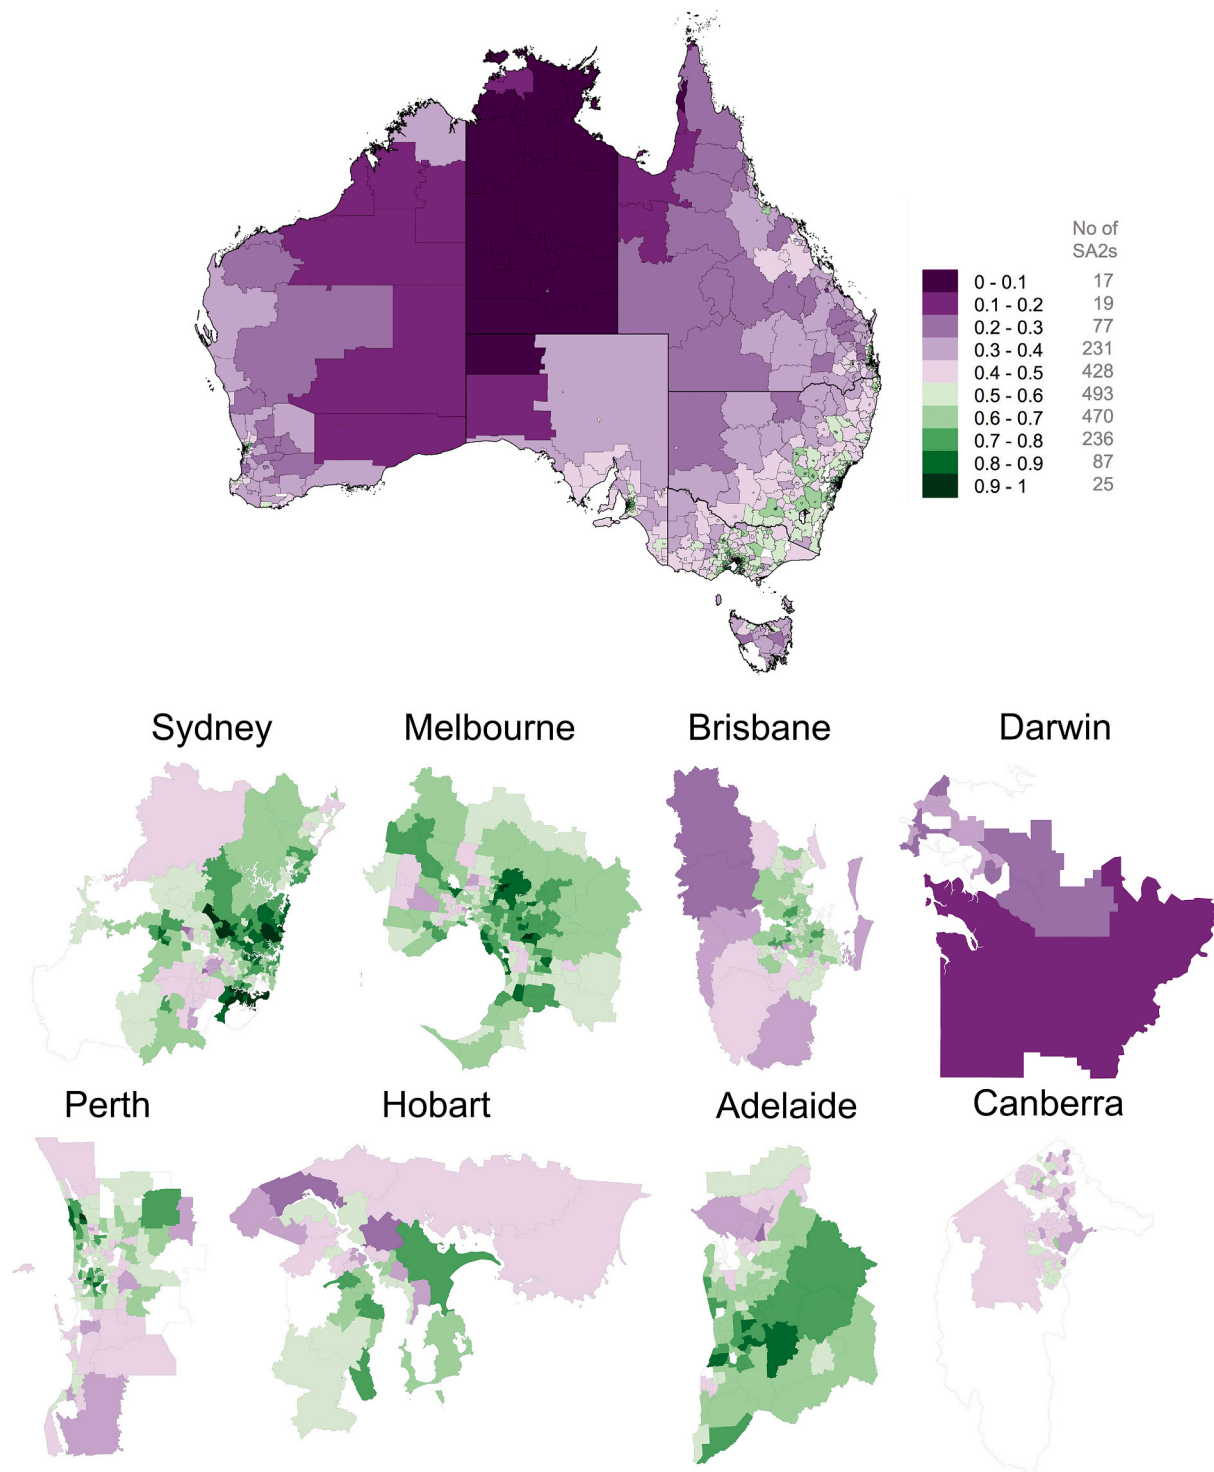 No of
SA2s
0 - 0.1 17
0.1 - 0.2 19
0.2 - 0.3 77
0.3 - 0.4 231
0.4 - 0.5 428
0.5 - 0.6 493
0.6 - 0.7 470
0.7 - 0.8 236
0.8 - 0.9 87
0.9 - 1 25
Sydney Melbourne Brisbane Darwin
Perth Hobart Adelaide Canberra